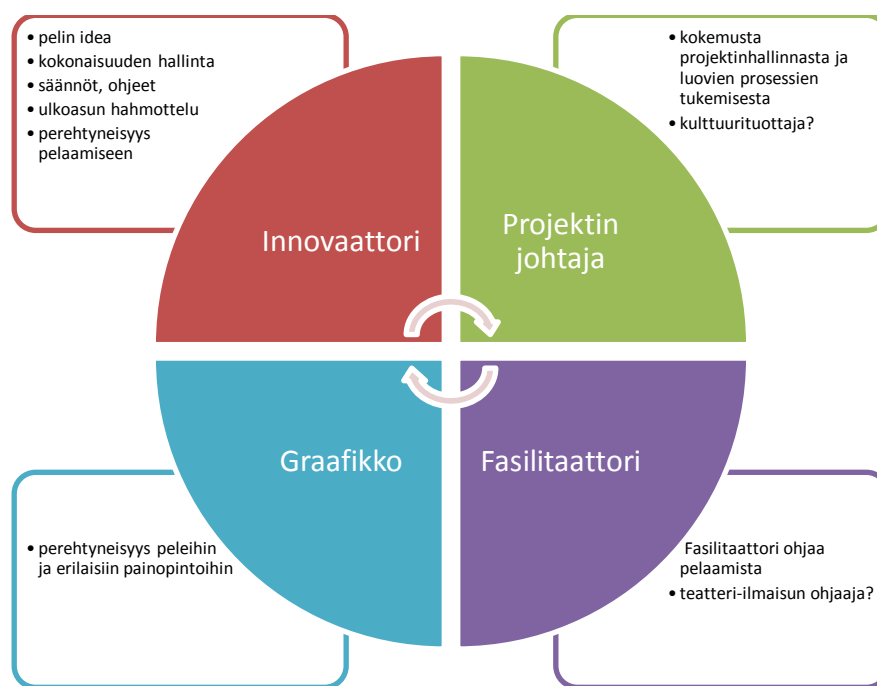 • pelin idea
• kokonaisuuden hallinta
• säännöt, ohjeet
• ulkoasun hahmottelu
• perehtyneisyys
pelaamiseen
• kokemusta
projektinhallinnasta ja
luovien prosessien
tukemisesta
• kulttuurituottaja?
Innovaattori
Projektin
johtaja
Graafikko
Fasilitaattori
• perehtyneisyys peleihin
ja erilaisiin painopintoihin
Fasilitaattori ohjaa
pelaamista
• teatteri-ilmaisun ohjaaja?